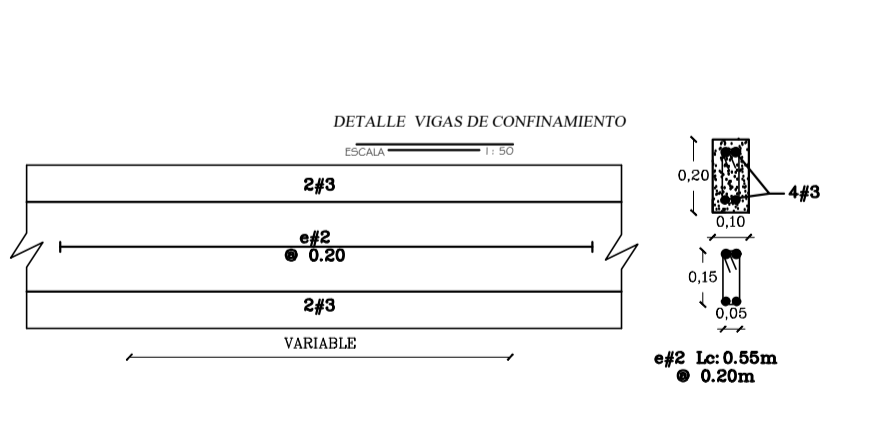 DETALLE VIGAS DE CONFINAMIENTO
ESCALA 1 : 50
2#3
e#2
@ 0.20
2#3
VARIABLE
0,20
4#3
0,10
0,15
0,05
e#2 Lc: 0.55m
@ 0.20m